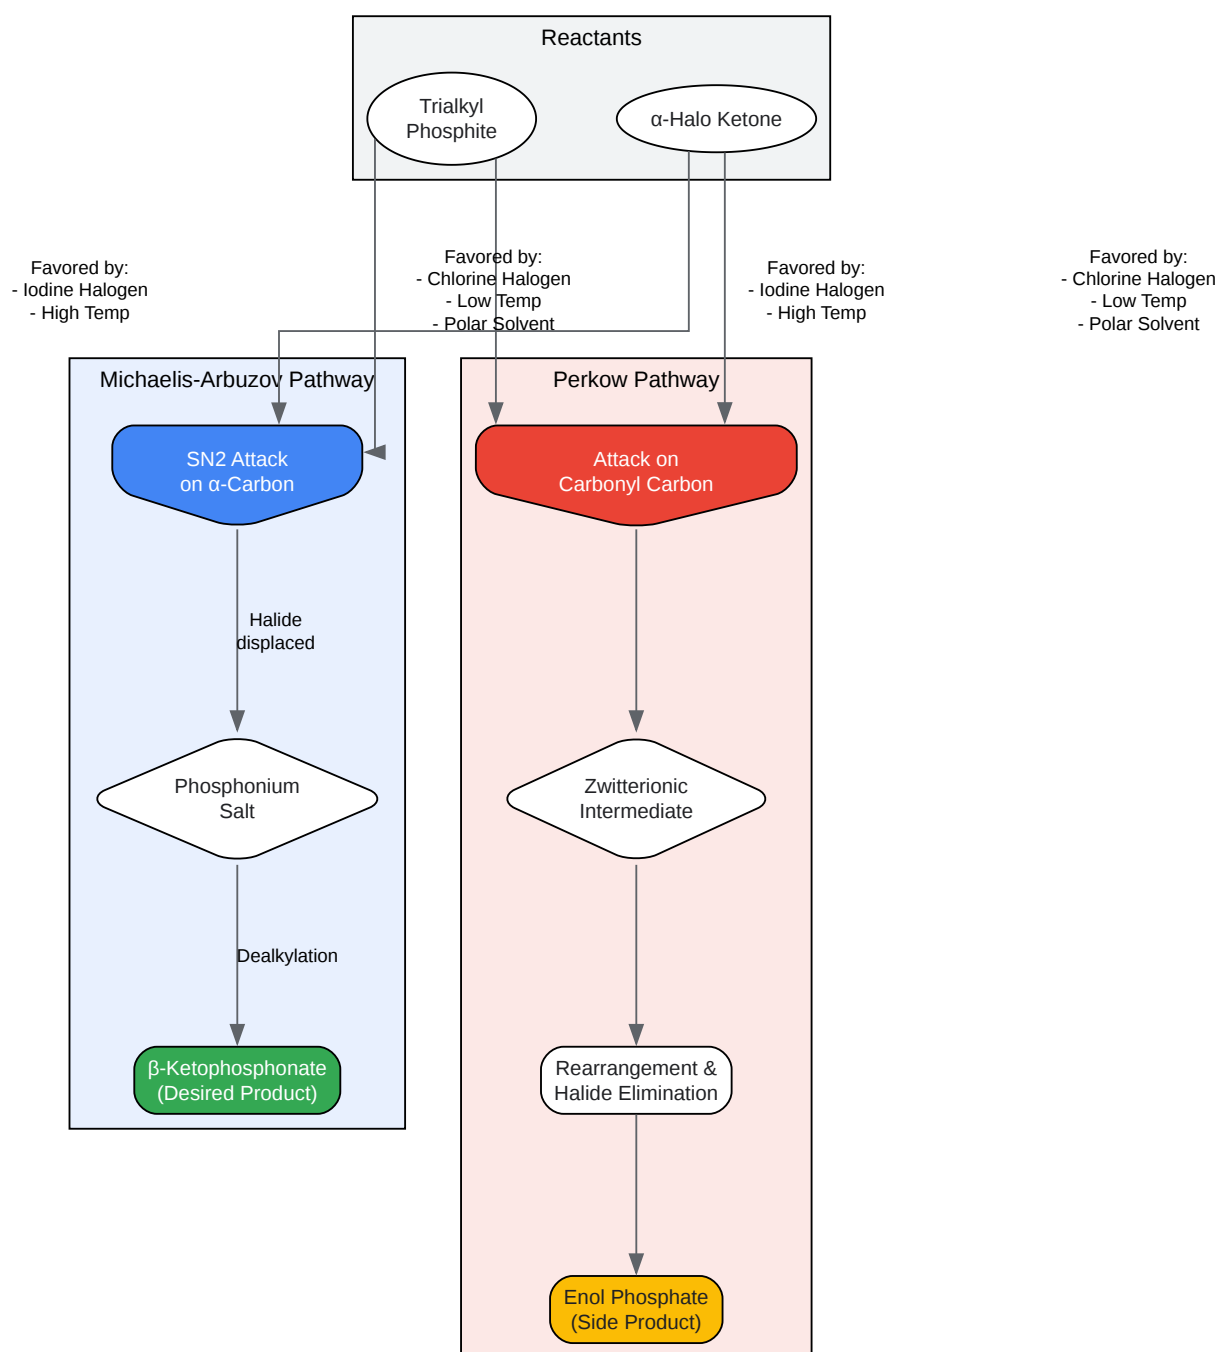 Reactants
Trialkyl
Phosphite
α-Halo Ketone
Favored by:
- Iodine Halogen
- High Temp
Favored by:
- Chlorine Halogen
- Low Temp
- Polar Solvent
Favored by:
- Iodine Halogen
- High Temp
Favored by:
- Chlorine Halogen
- Low Temp
- Polar Solvent
Michaelis-Arbuzov Pathway
SN2 Attack
on α-Carbon
Halide
displaced
Phosphonium
Salt
Dealkylation
β-Ketophosphonate
(Desired Product)
Perkow Pathway
Attack on
Carbonyl Carbon
Zwitterionic
Intermediate
Rearrangement &
Halide Elimination
Enol Phosphate
(Side Product)